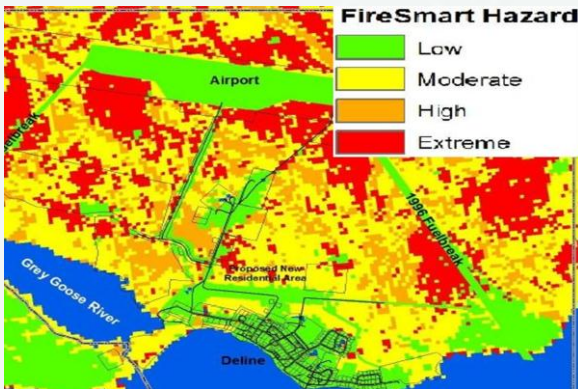 FireSmart Hazard
Low
Moderate
High
Extreme
Airport
Fuelbreak
1996 Fuelbreak
Grey Goose River
Proposed New
Residential Area
Deline